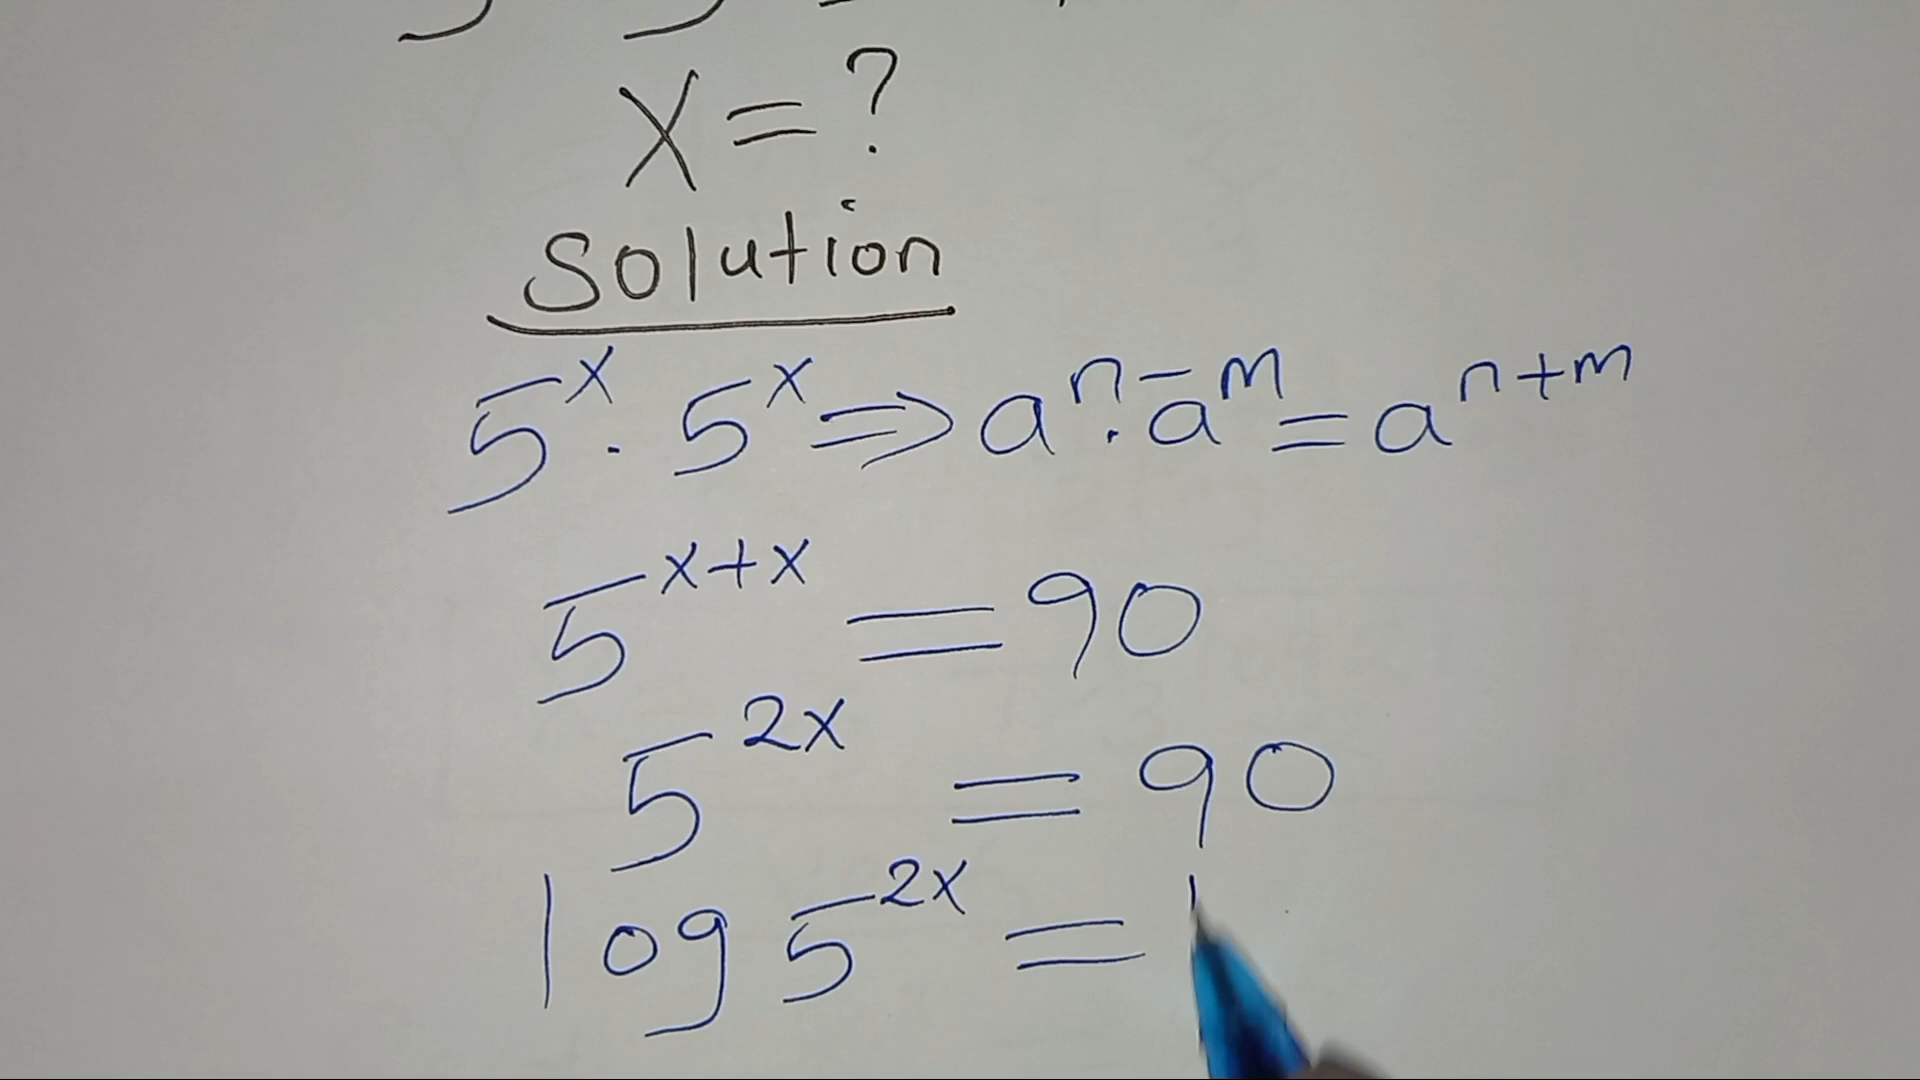 X = ?
Solution
5^x . 5^x ⇒ a^n . a^m = a^n+m
5^x+x = 90
5^2x = 90
log 5^2x =